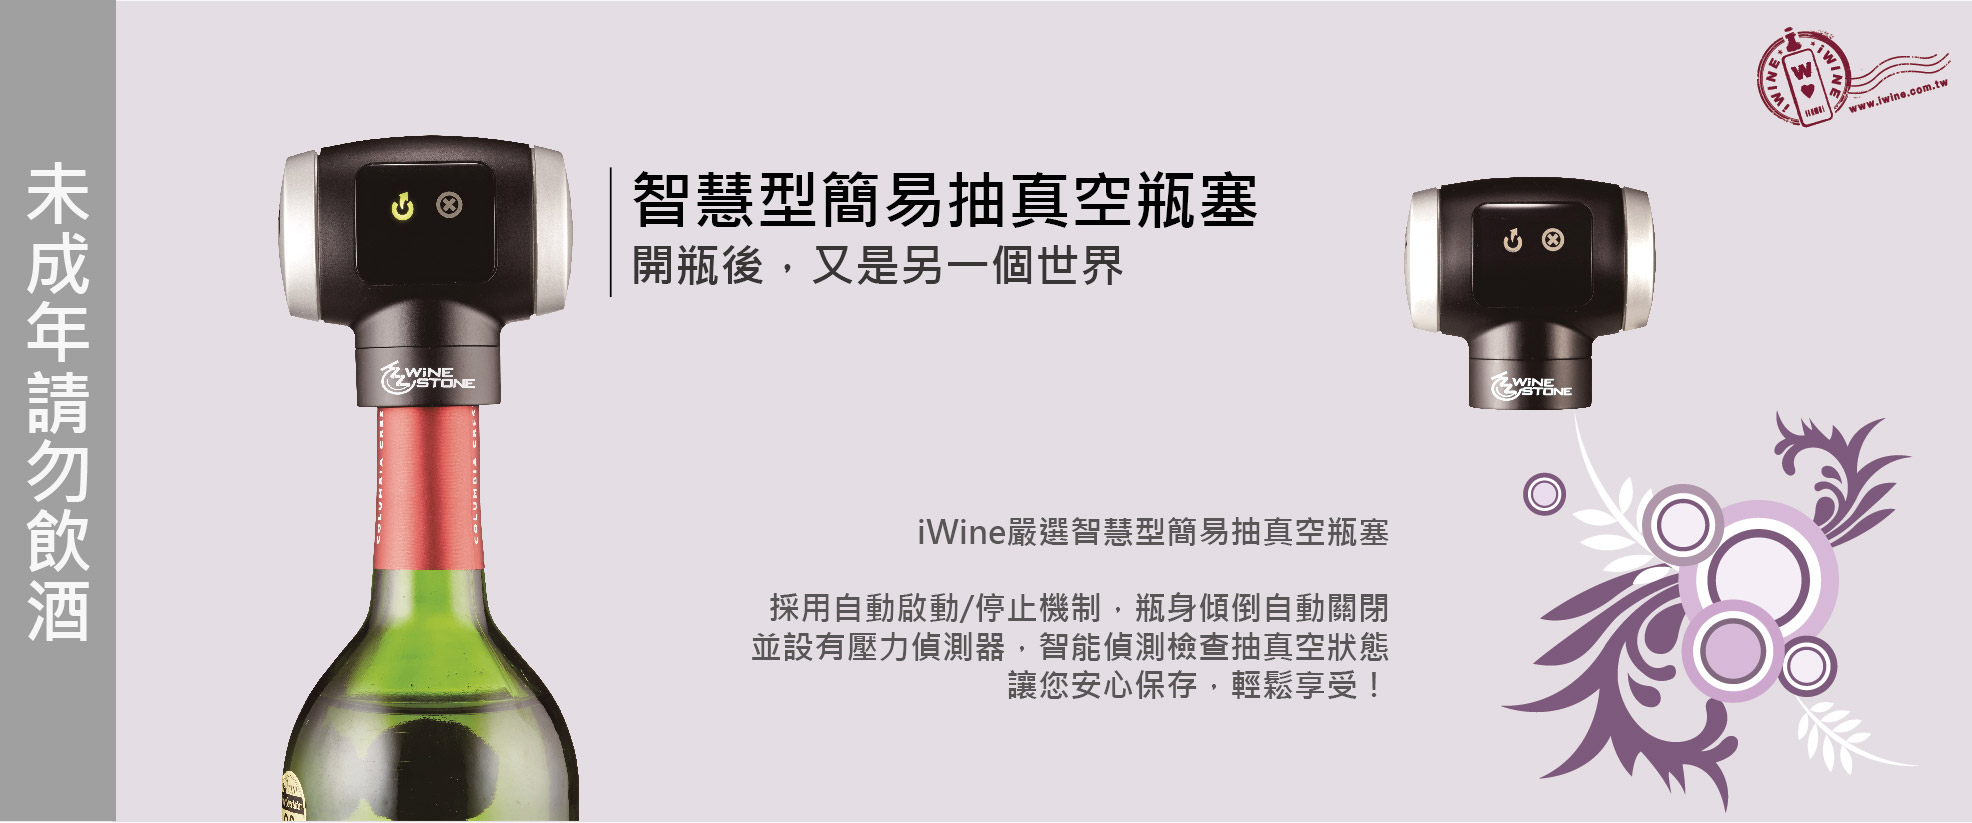 未成年請勿飲酒
iWINE
iWINE
W
www.iwine.com.tw
智慧型簡易抽真空瓶塞
開瓶後，又是另一個世界
WiNE
STONE
WiNE
STONE
COLUMBIA CRE
COLUMBIA CRE
iWine嚴選智慧型簡易抽真空瓶塞
採用自動啟動/停止機制，瓶身傾倒自動關閉
並設有壓力偵測器，智能偵測檢查抽真空狀態
讓您安心保存，輕鬆享受！